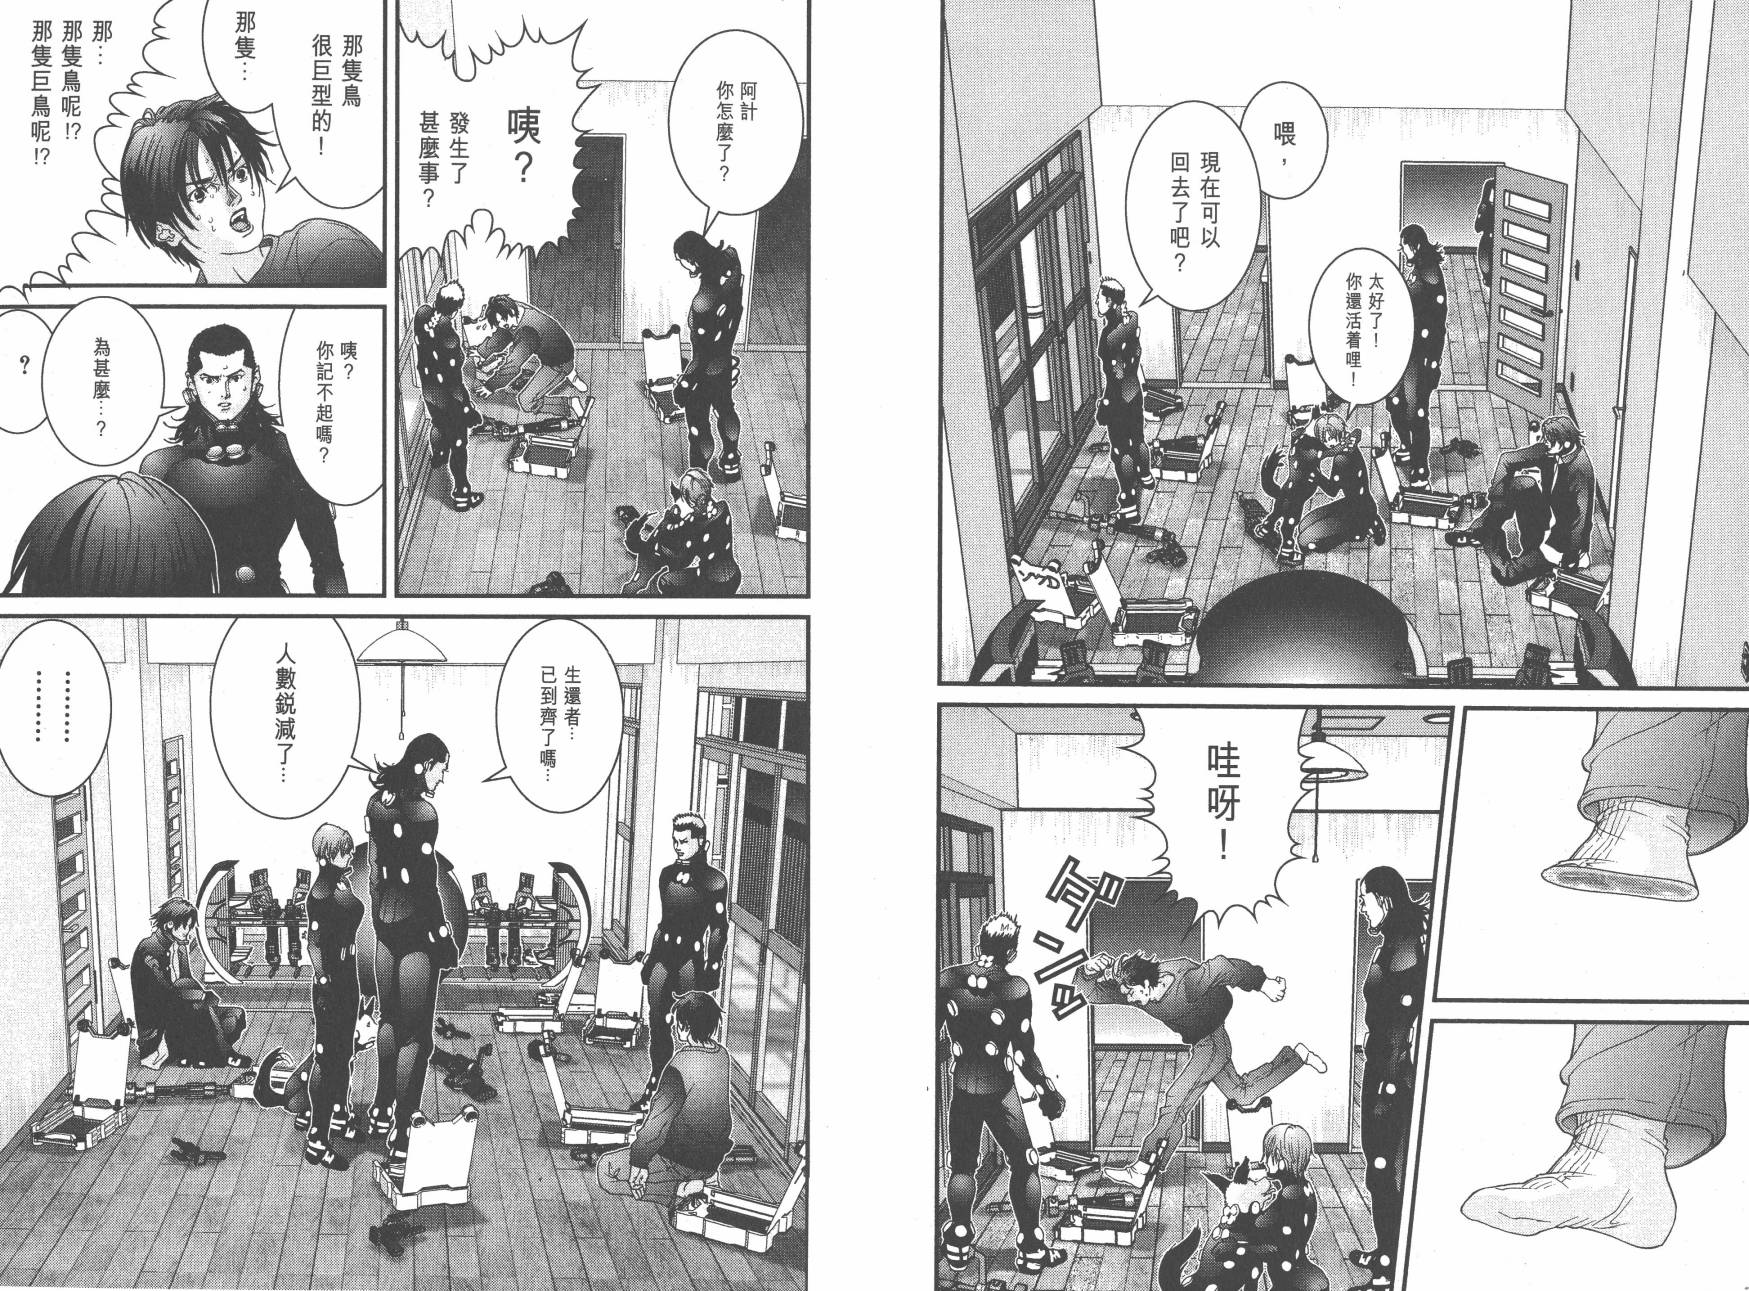 喂，
現在可以
回去了吧？
太好了！
你還活着哩！
哇呀！
阿計
你怎麼了？
咦？
發生了
甚麼事？
那隻鳥
很巨型的！
那隻…
那…
那隻鳥呢!?
那隻巨鳥呢!?
咦？
你記不起嗎？
為甚麼…？
？
生還者…
已到齊了嗎…
人數鋭減了…
………
………